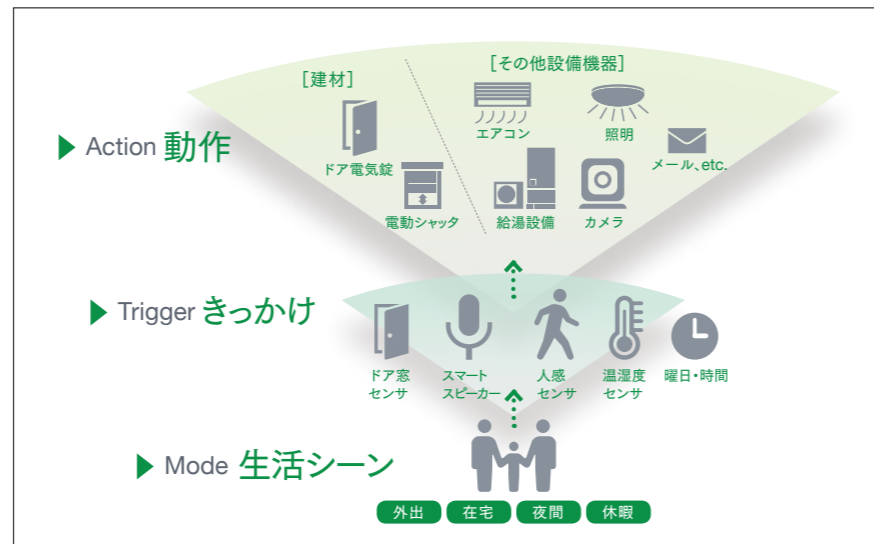 [建材]
[その他設備機器]
エアコン
照明
ドア電気錠
メール、etc.
▶ Action 動作
電動シャッタ
給湯設備
カメラ
▶ Trigger きっかけ
ドア窓
センサ
スマート
スピーカー
人感
センサ
温湿度
センサ
曜日・時間
▶ Mode 生活シーン
外出
在宅
夜間
休暇